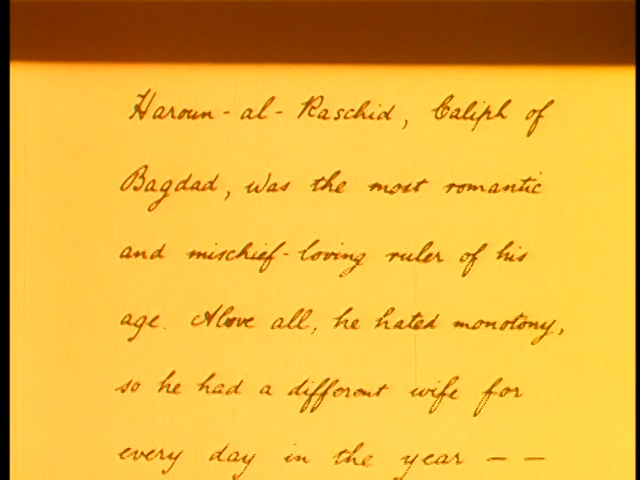 Haroun-al-Raschid, Caliph of
Bagdad, was the most romantic
and mischief-loving ruler of his
age. Above all, he hated monotony,
so he had a different wife for
every day in the year — —